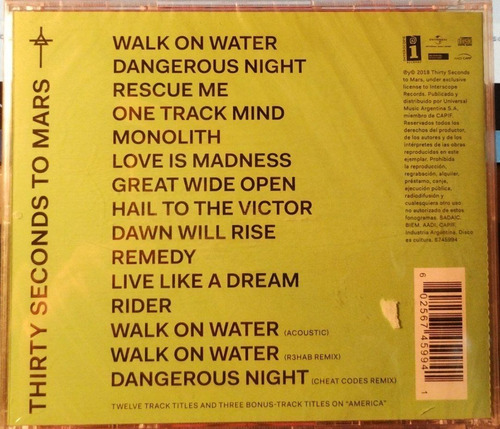 THIRTY SECONDS TO MARS
WALK ON WATER
DANGEROUS NIGHT
RESCUE ME
ONE TRACK MIND
MONOLITH
LOVE IS MADNESS
GREAT WIDE OPEN
HAIL TO THE VICTOR
DAWN WILL RISE
REMEDY
LIVE LIKE A DREAM
RIDER
WALK ON WATER (ACOUSTIC)
WALK ON WATER (R3HAB REMIX)
DANGEROUS NIGHT (CHEAT CODES REMIX)
TWELVE TRACK TITLES AND THREE BONUS-TRACK TITLES ON "AMERICA"
℗y© 2018 Thirty Seconds
to Mars, under exclusive
license to Interscope
Records. Publicado y
distribuido por Universal
Music Argentina S.A.
miembro de CAPIF.
Reservados todos los
derechos del productor,
de los autores y de los
intérpretes de las obras
reproducidas en este
ejemplar. Prohibida
la reproducción,
regrabación, alquiler,
préstamo, canje,
ejecución pública,
radiodifusión y
cualesquiera otro uso
no autorizado de estos
fonogramas. SADAIC,
BIEM, AADI, CAPIF.
Industria Argentina. Disco
es cultura. 6745994
6 02567 45994 1